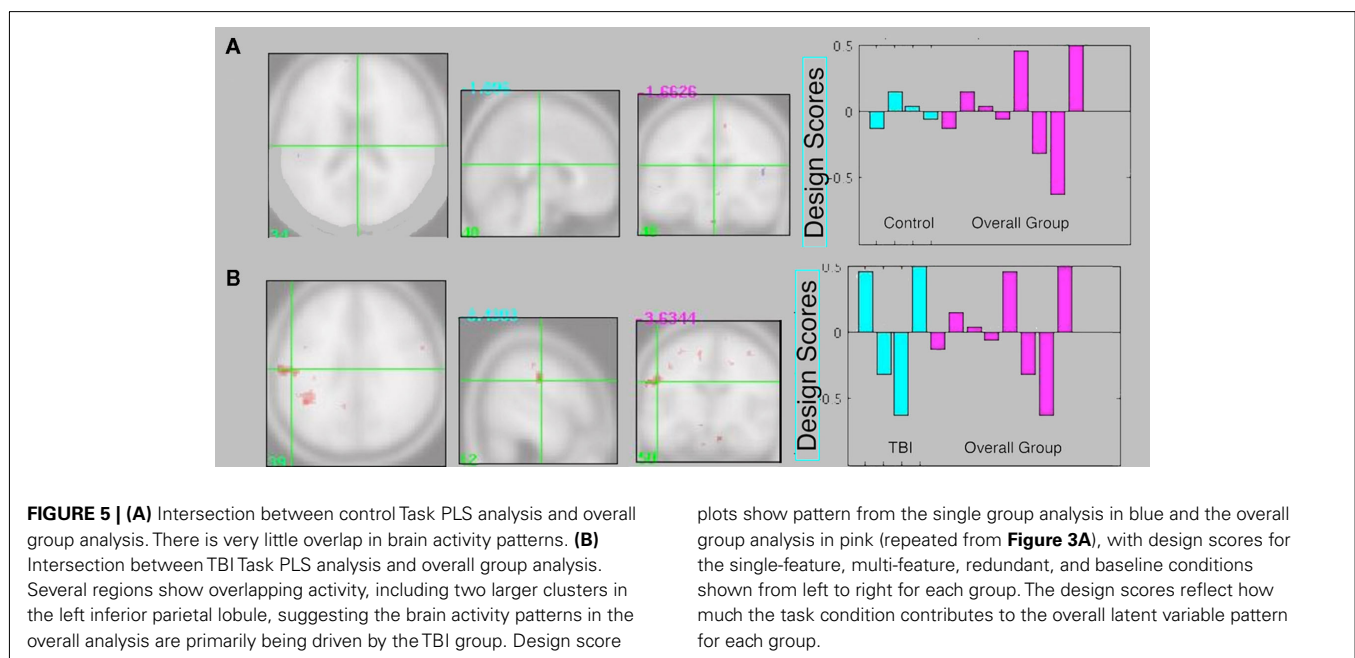 A
-1.6626
Design Scores
0.5
0
-0.5
Control Overall Group
B
-3.6344
Design Scores
0.5
0
0.5
TBI Overall Group
FIGURE 5 | (A) Intersection between control Task PLS analysis and overall
group analysis. There is very little overlap in brain activity patterns. (B)
Intersection between TBI Task PLS analysis and overall group analysis.
Several regions show overlapping activity, including two larger clusters in
the left inferior parietal lobule, suggesting the brain activity patterns in the
overall analysis are primarily being driven by the TBI group. Design score
plots show pattern from the single group analysis in blue and the overall
group analysis in pink (repeated from Figure 3A), with design scores for
the single-feature, multi-feature, redundant, and baseline conditions
shown from left to right for each group. The design scores reflect how
much the task condition contributes to the overall latent variable pattern
for each group.